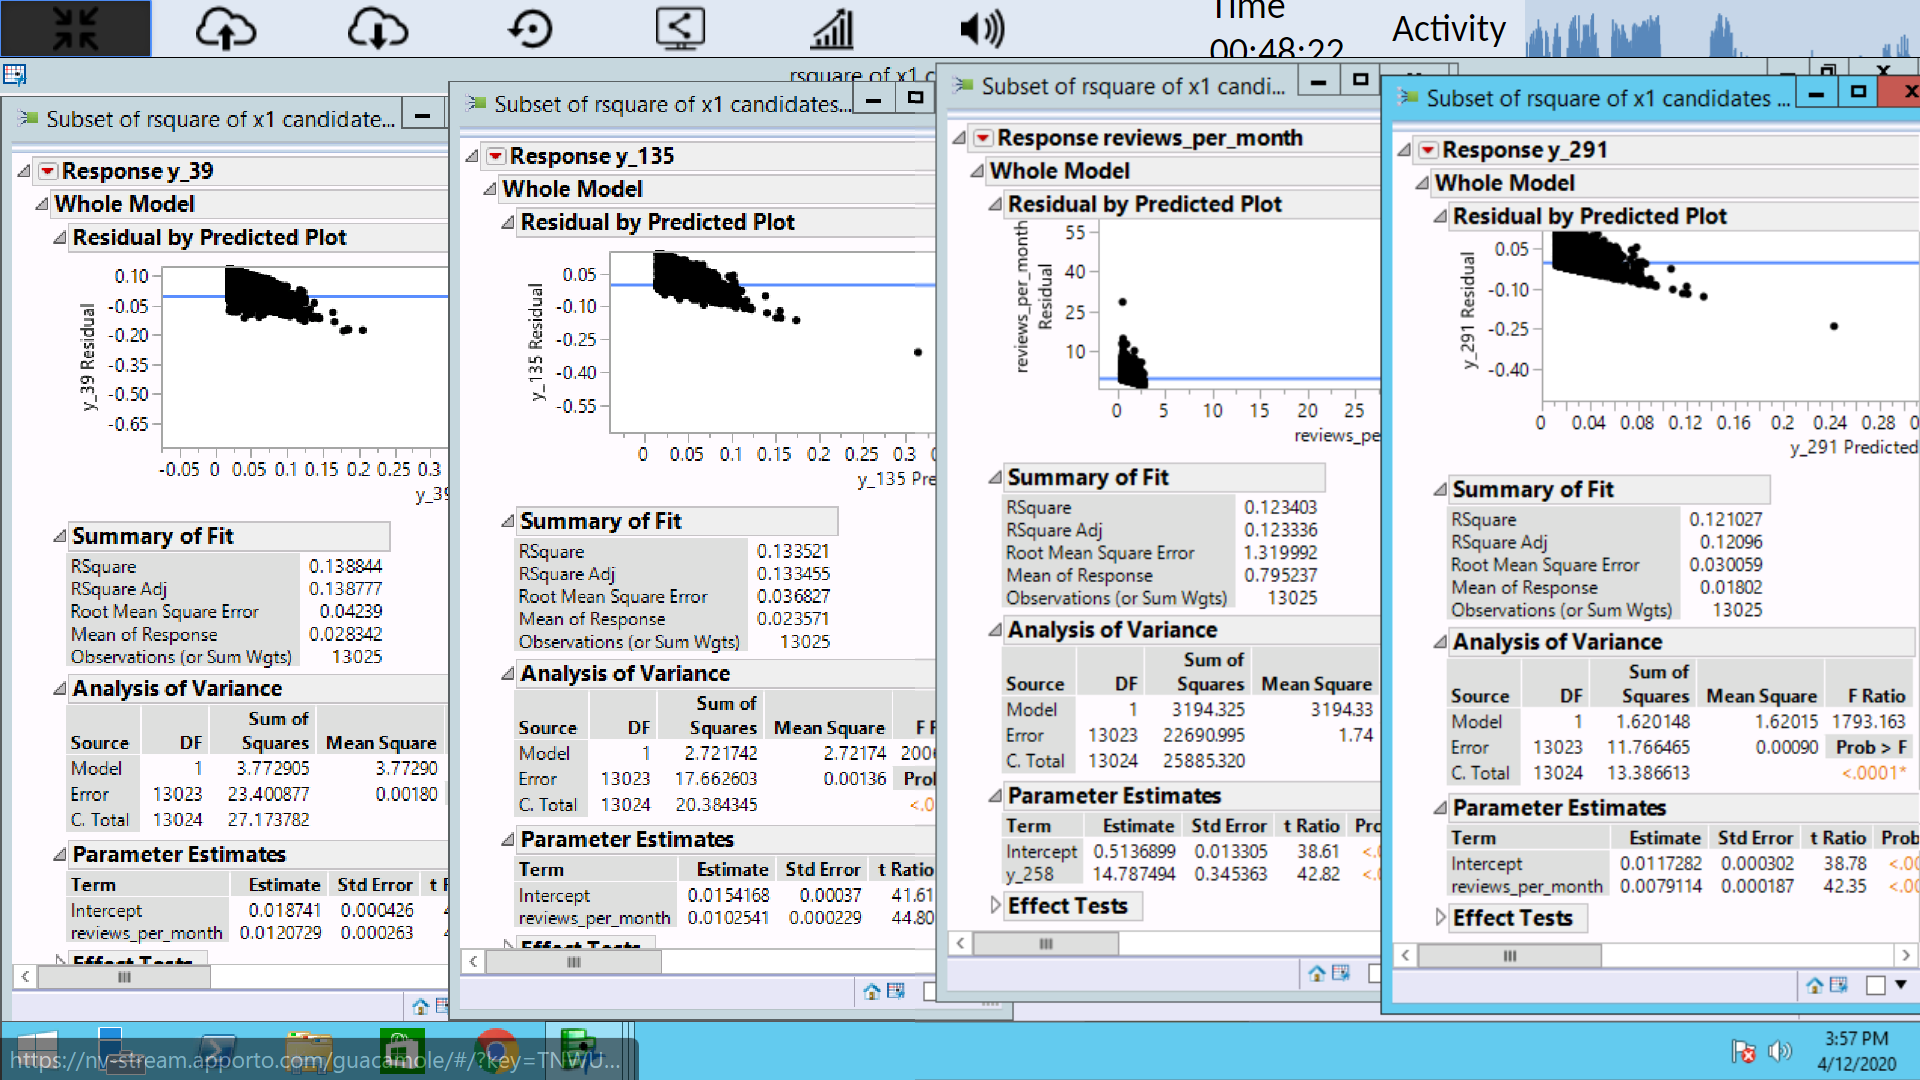 Time
00:48:22
Activity
rsquare of x1 c
Subset of rsquare of x1 candidate...
Response y_39
Whole Model
Residual by Predicted Plot
y_39 Residual
0.10
-0.05
-0.20
-0.35
-0.50
-0.65
-0.05 0 0.05 0.1 0.15 0.2 0.25 0.3
y_39
Summary of Fit
RSquare 0.138844
RSquare Adj 0.138777
Root Mean Square Error 0.04239
Mean of Response 0.028342
Observations (or Sum Wgts) 13025
Analysis of Variance
Source DF Sum of Squares Mean Square
Model 1 3.772905 3.77290
Error 13023 23.400877 0.00180
C. Total 13024 27.173782
Parameter Estimates
Term Estimate Std Error t F
Intercept 0.018741 0.000426
reviews_per_month 0.0120729 0.000263
Effect Tests
Subset of rsquare of x1 candidates...
Response y_135
Whole Model
Residual by Predicted Plot
y_135 Residual
0.05
-0.10
-0.25
-0.40
-0.55
0 0.05 0.1 0.15 0.2 0.25 0.3
y_135 Pre
Summary of Fit
RSquare 0.133521
RSquare Adj 0.133455
Root Mean Square Error 0.036827
Mean of Response 0.023571
Observations (or Sum Wgts) 13025
Analysis of Variance
Source DF Sum of Squares Mean Square F F
Model 1 2.721742 2.72174 200
Error 13023 17.662603 0.00136 Prol
C. Total 13024 20.384345 <.0
Parameter Estimates
Term Estimate Std Error t Ratio
Intercept 0.0154168 0.00037 41.61
reviews_per_month 0.0102541 0.000229 44.80
Effect Tests
Subset of rsquare of x1 candi...
Response reviews_per_month
Whole Model
Residual by Predicted Plot
reviews_per_month Residual
55
40
25
10
0 5 10 15 20 25
reviews_pe
Summary of Fit
RSquare 0.123403
RSquare Adj 0.123336
Root Mean Square Error 1.319992
Mean of Response 0.795237
Observations (or Sum Wgts) 13025
Analysis of Variance
Source DF Sum of Squares Mean Square
Model 1 3194.325 3194.33
Error 13023 22690.995 1.74
C. Total 13024 25885.320
Parameter Estimates
Term Estimate Std Error t Ratio Prc
Intercept 0.5136899 0.013305 38.61 <.
y_258 14.787494 0.345363 42.82 <.
Effect Tests
Subset of rsquare of x1 candidates ...
Response y_291
Whole Model
Residual by Predicted Plot
y_291 Residual
0.05
-0.10
-0.25
-0.40
0 0.04 0.08 0.12 0.16 0.2 0.24 0.28 0
y_291 Predicted
Summary of Fit
RSquare 0.121027
RSquare Adj 0.12096
Root Mean Square Error 0.030059
Mean of Response 0.01802
Observations (or Sum Wgts) 13025
Analysis of Variance
Source DF Sum of Squares Mean Square F Ratio
Model 1 1.620148 1.62015 1793.163
Error 13023 11.766465 0.00090 Prob > F
C. Total 13024 13.386613 <.0001*
Parameter Estimates
Term Estimate Std Error t Ratio Prob
Intercept 0.0117282 0.000302 38.78 <.00
reviews_per_month 0.0079114 0.000187 42.35 <.00
Effect Tests
https://nv-stream.apporto.com/guacamole/#/?key=TNWU...
3:57 PM
4/12/2020